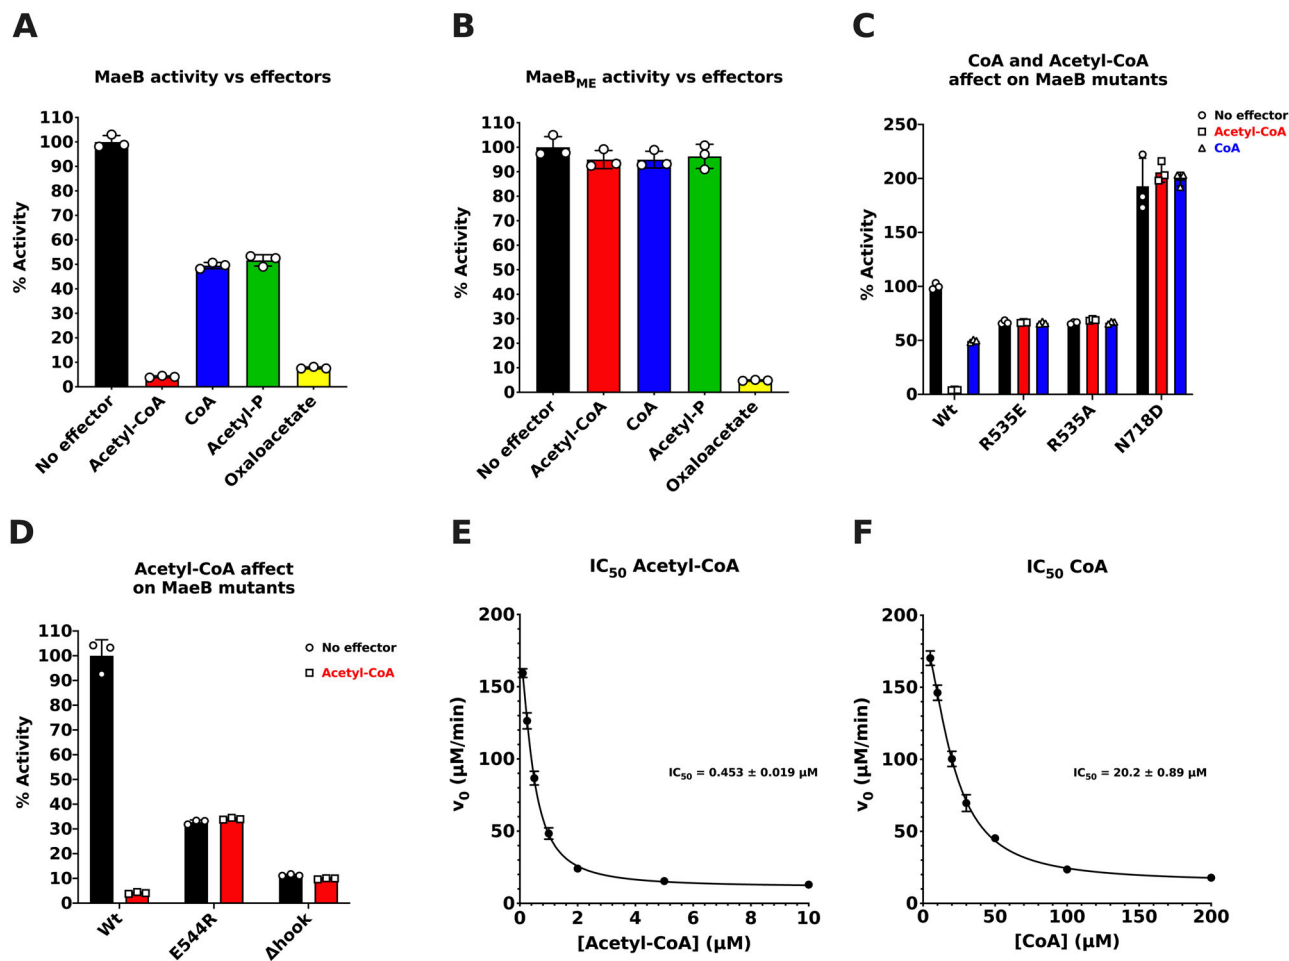 A
MaeB activity vs effectors
% Activity
110
100
90
80
70
60
50
40
30
20
10
0
No effector
Acetyl-CoA
CoA
Acetyl-P
Oxaloacetate
B
MaeB_ME activity vs effectors
% Activity
110
100
90
80
70
60
50
40
30
20
10
0
No effector
Acetyl-CoA
CoA
Acetyl-P
Oxaloacetate
C
CoA and Acetyl-CoA
affect on MaeB mutants
% Activity
250
200
150
100
50
0
Wt
R535E
R535A
N718D
No effector
Acetyl-CoA
CoA
D
Acetyl-CoA affect
on MaeB mutants
% Activity
110
100
90
80
70
60
50
40
30
20
10
0
Wt
E544R
Δhook
No effector
Acetyl-CoA
E
IC50 Acetyl-CoA
v0 (μM/min)
200
150
100
50
0
IC50 = 0.453 ± 0.019 μM
0 2 4 6 8 10
[Acetyl-CoA] (μM)
F
IC50 CoA
v0 (μM/min)
200
150
100
50
0
IC50 = 20.2 ± 0.89 μM
0 50 100 150 200
[CoA] (μM)